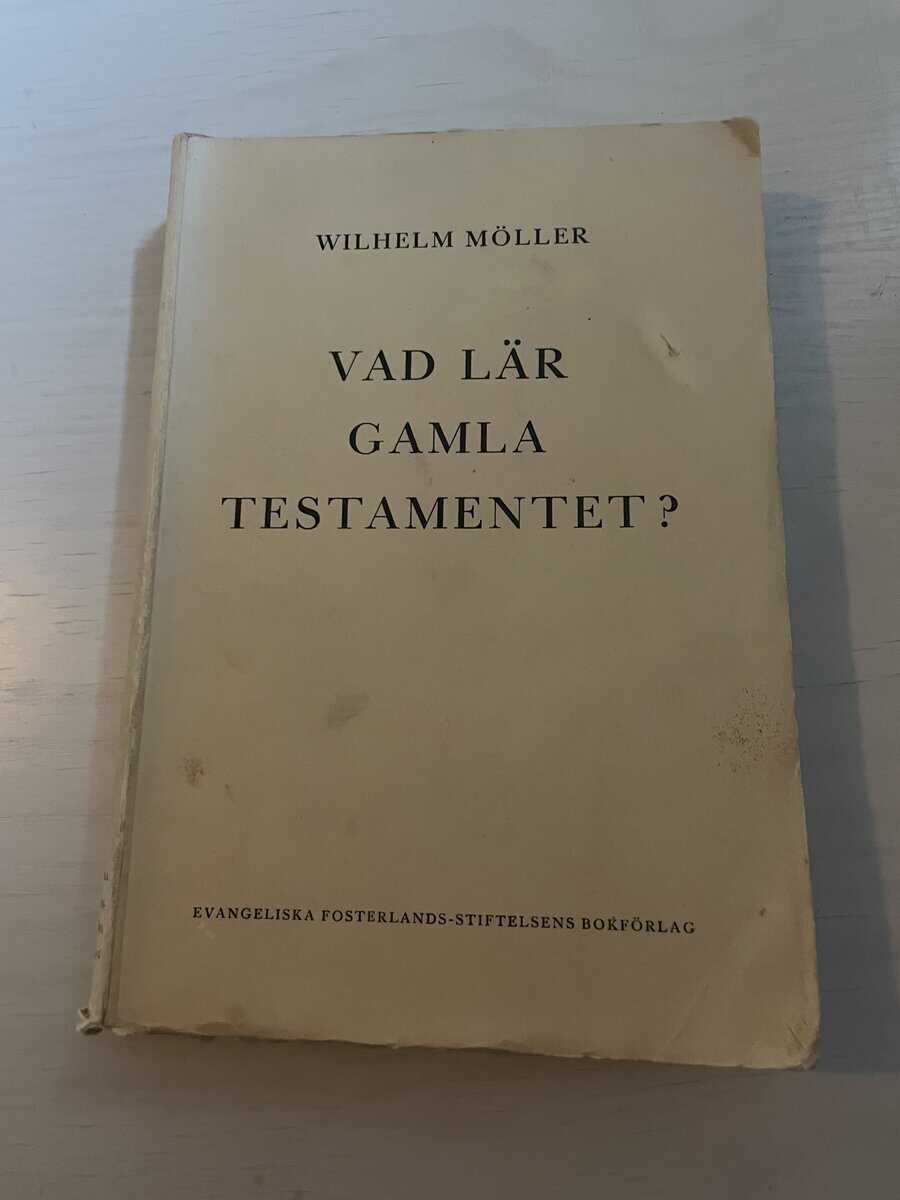 WILHELM MÖLLER
VAD LÄR
GAMLA
TESTAMENTET?
EVANGELISKA FOSTERLANDS-STIFTELSENS BOKFÖRLAG